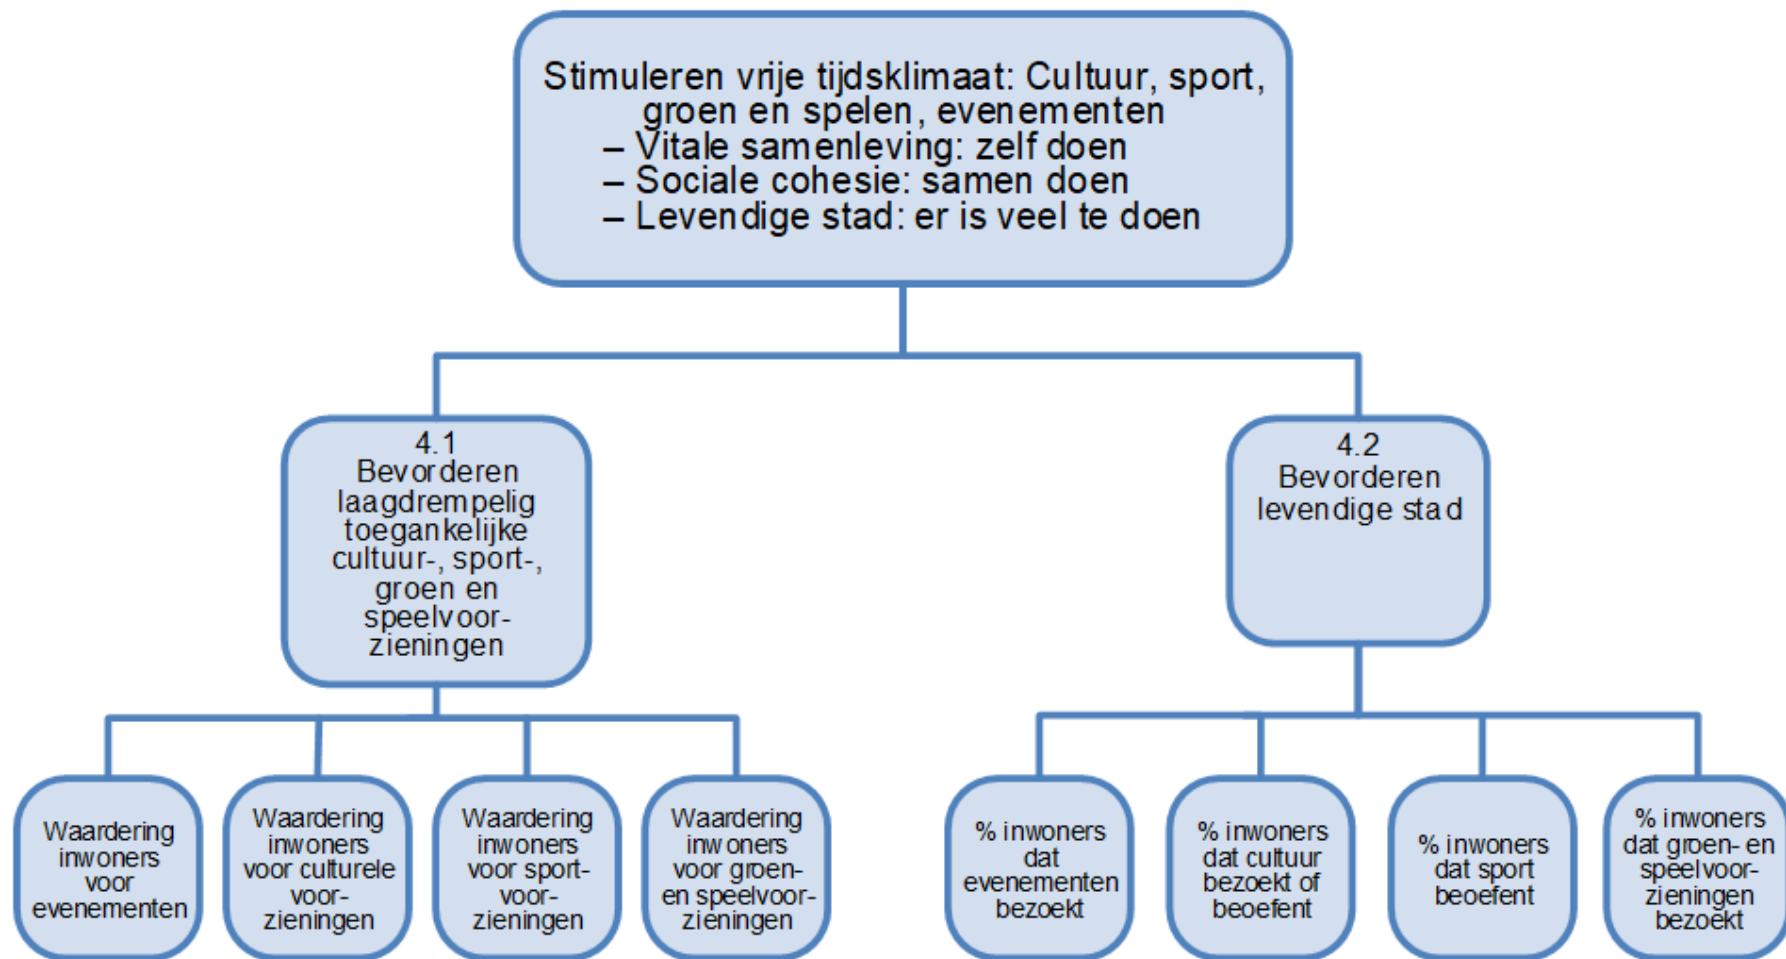 Stimuleren vrije tijdsklimaat: Cultuur, sport,
groen en spelen, evenementen
– Vitale samenleving: zelf doen
– Sociale cohesie: samen doen
– Levendige stad: er is veel te doen
4.1
Bevorderen
laagdrempelig
toegankelijke
cultuur-, sport-,
groen en
speelvoor-
zieningen
4.2
Bevorderen
levendige stad
Waardering
inwoners
voor
evenementen
Waardering
inwoners
voor culturele
voor-
zieningen
Waardering
inwoners
voor sport-
voor-
zieningen
Waardering
inwoners
voor groen-
en speelvoor-
zieningen
% inwoners
dat
evenementen
bezoekt
% inwoners
dat cultuur
bezoekt of
beoefent
% inwoners
dat sport
beoefent
% inwoners
dat groen- en
speelvoor-
zieningen
bezoekt